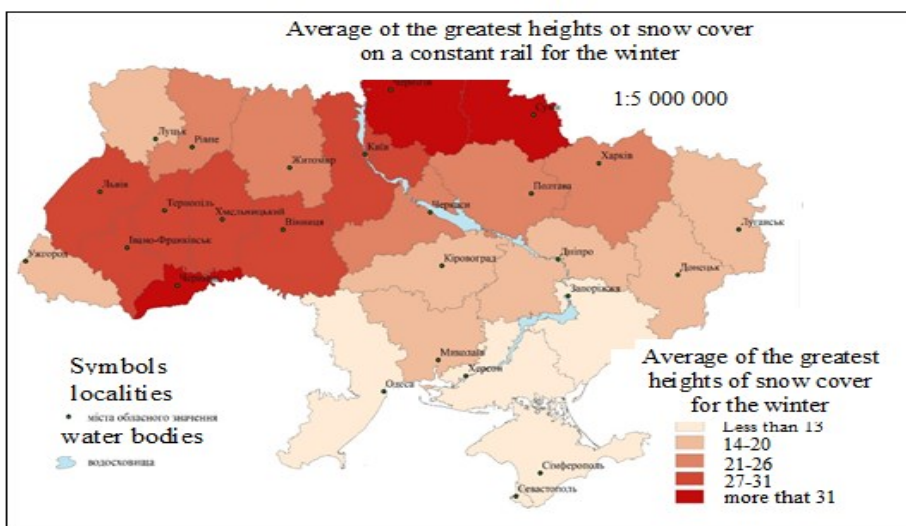 Average of the greatest heights of snow cover
on a constant rail for the winter
1:5 000 000
Чернігів
Суми
Луцьк
Рівне
Київ
Житомир
Харків
Львів
Полтава
Тернопіль
Хмельницький
Черкаси
Вінниця
Луганськ
Івано-Франківськ
Ужгород
Дніпро
Кіровоград
Донецьк
Запоріжжя
Миколаїв
Херсон
Одеса
Сімферополь
Севастополь
Symbols
localities
міста обласного значення
water bodies
водосховища
Average of the greatest
heights of snow cover
for the winter
Less than 13
14-20
21-26
27-31
more that 31